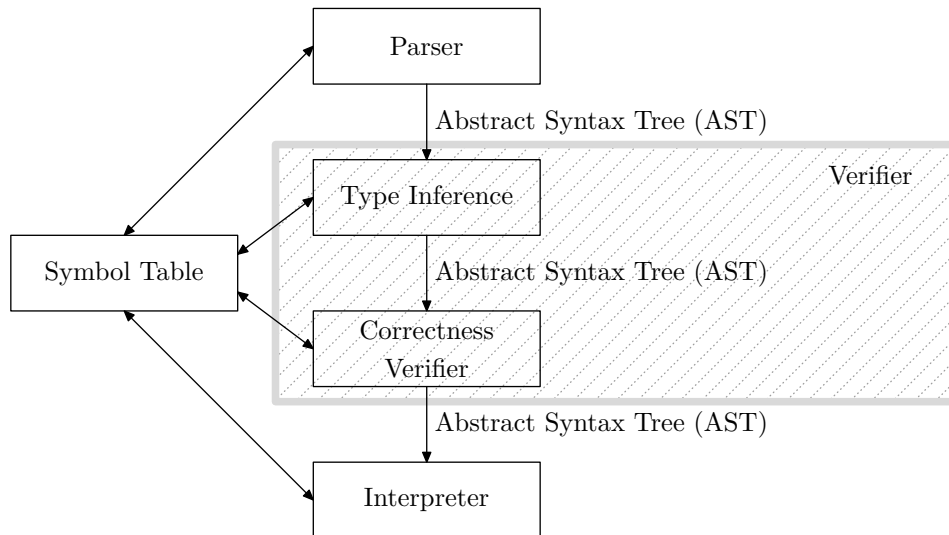 Parser
Abstract Syntax Tree (AST)
Verifier
Type Inference
Symbol Table
Abstract Syntax Tree (AST)
Correctness
Verifier
Abstract Syntax Tree (AST)
Interpreter